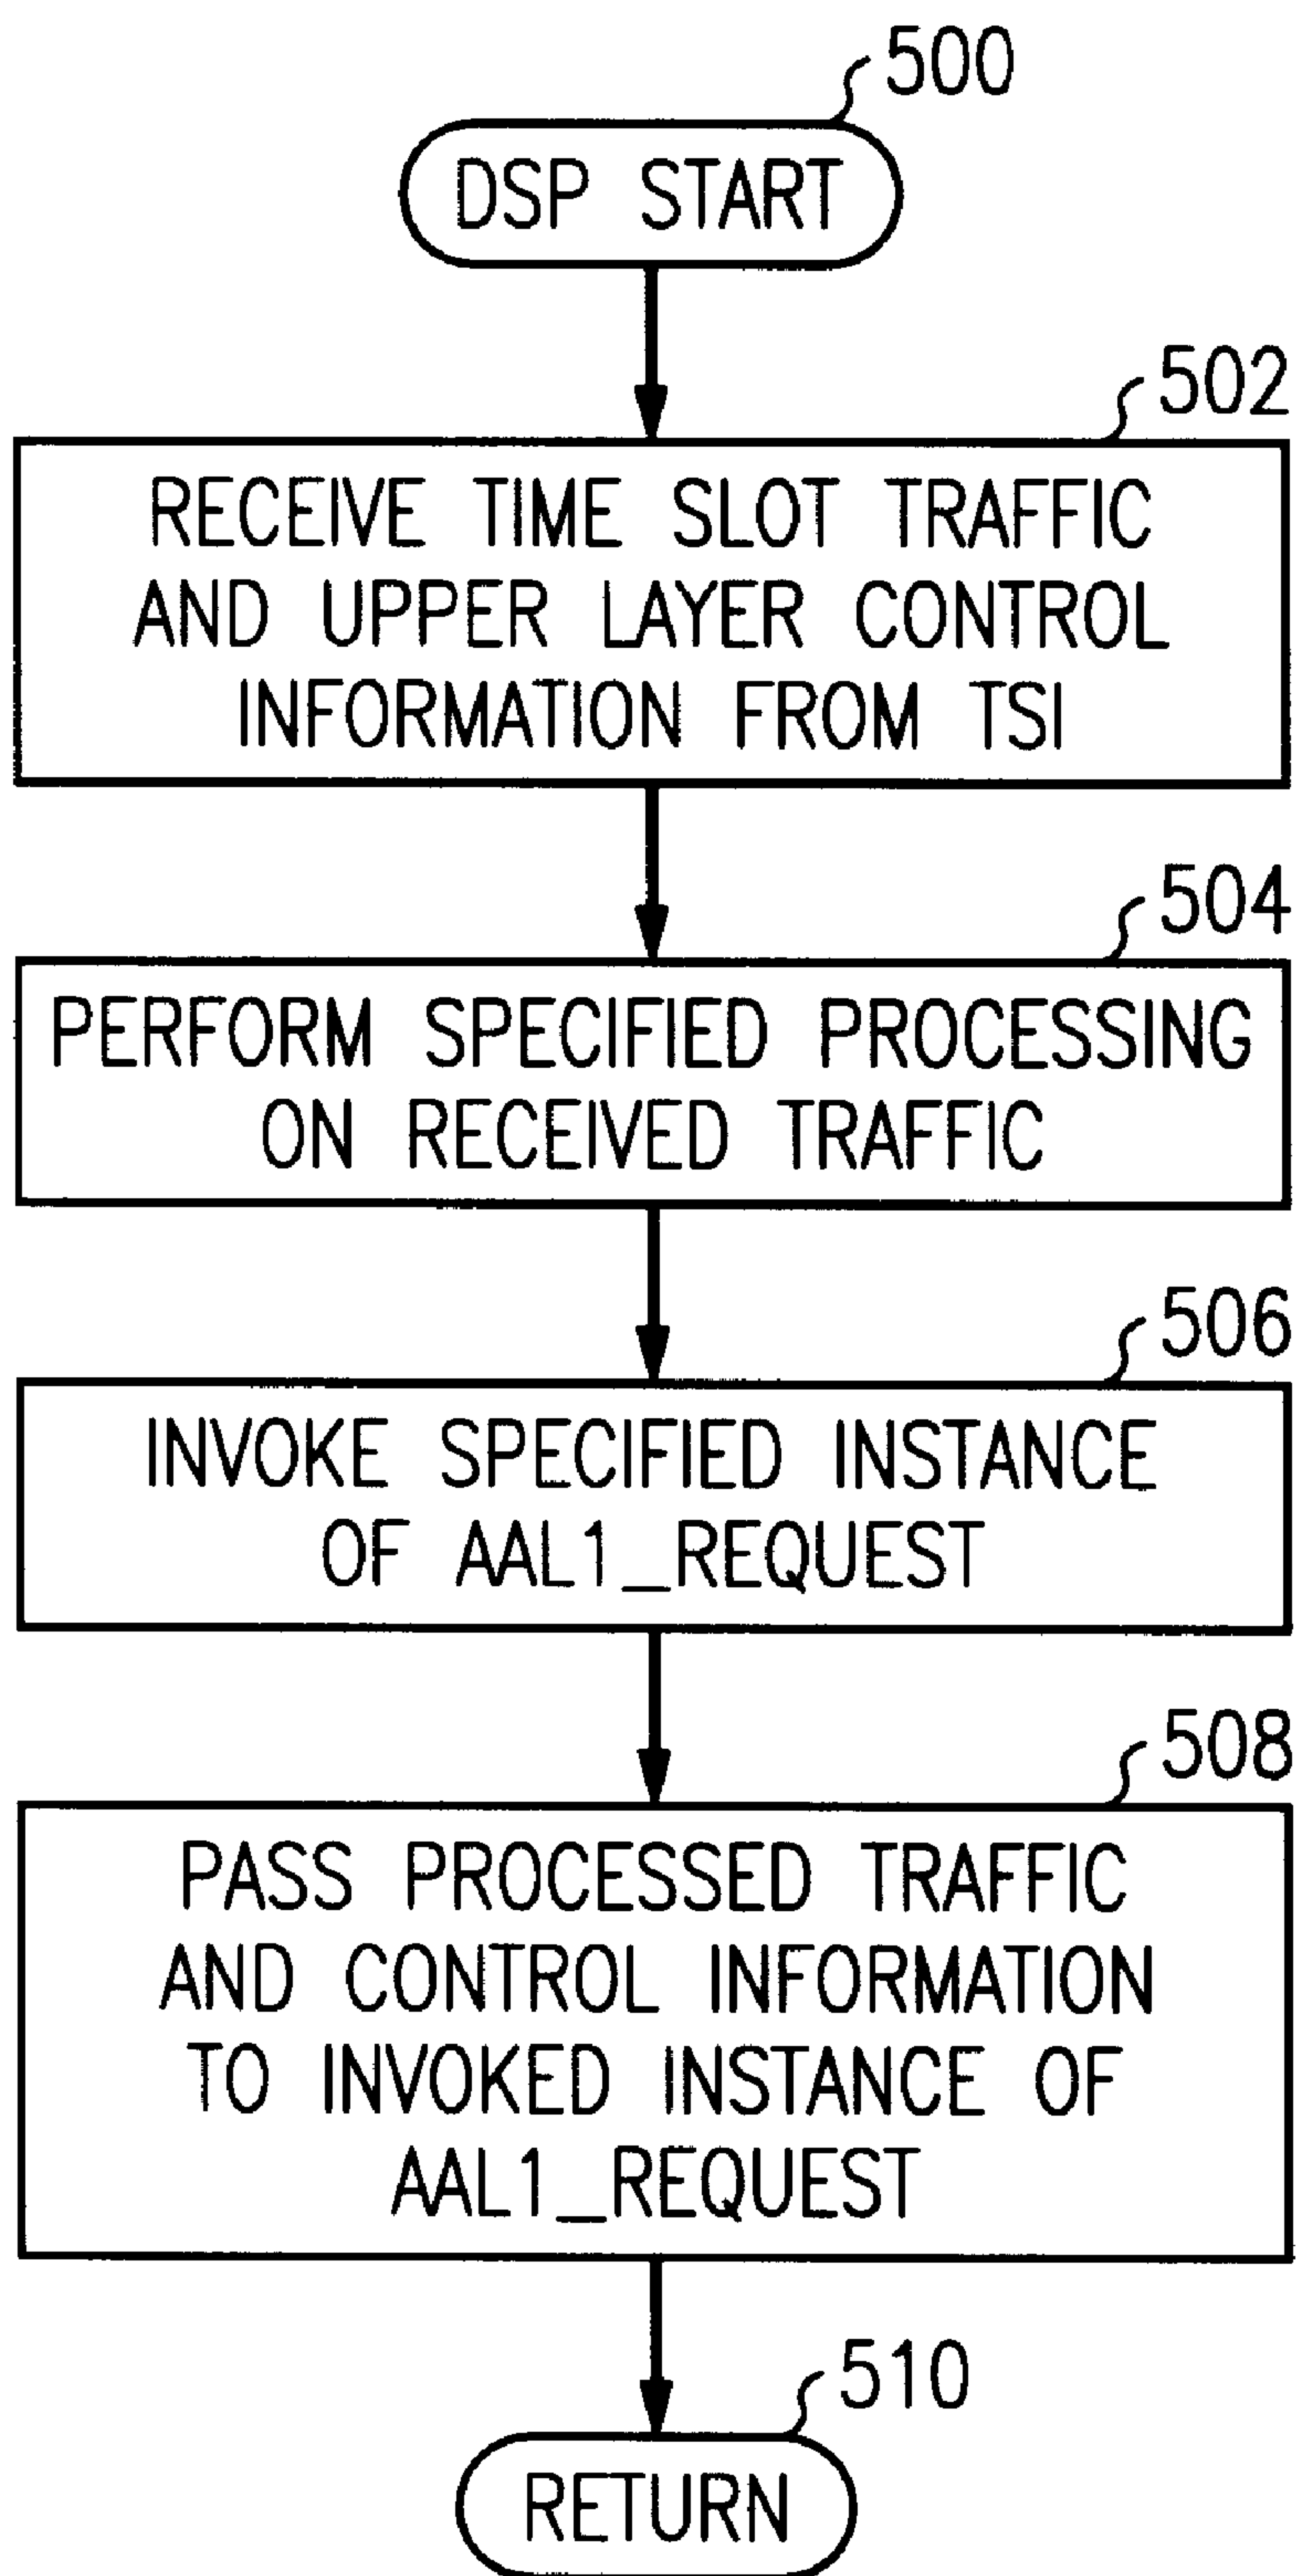 500
DSP START
502
RECEIVE TIME SLOT TRAFFIC
AND UPPER LAYER CONTROL
INFORMATION FROM TSI
504
PERFORM SPECIFIED PROCESSING
ON RECEIVED TRAFFIC
506
INVOKE SPECIFIED INSTANCE
OF AAL1_REQUEST
508
PASS PROCESSED TRAFFIC
AND CONTROL INFORMATION
TO INVOKED INSTANCE OF
AAL1_REQUEST
510
RETURN